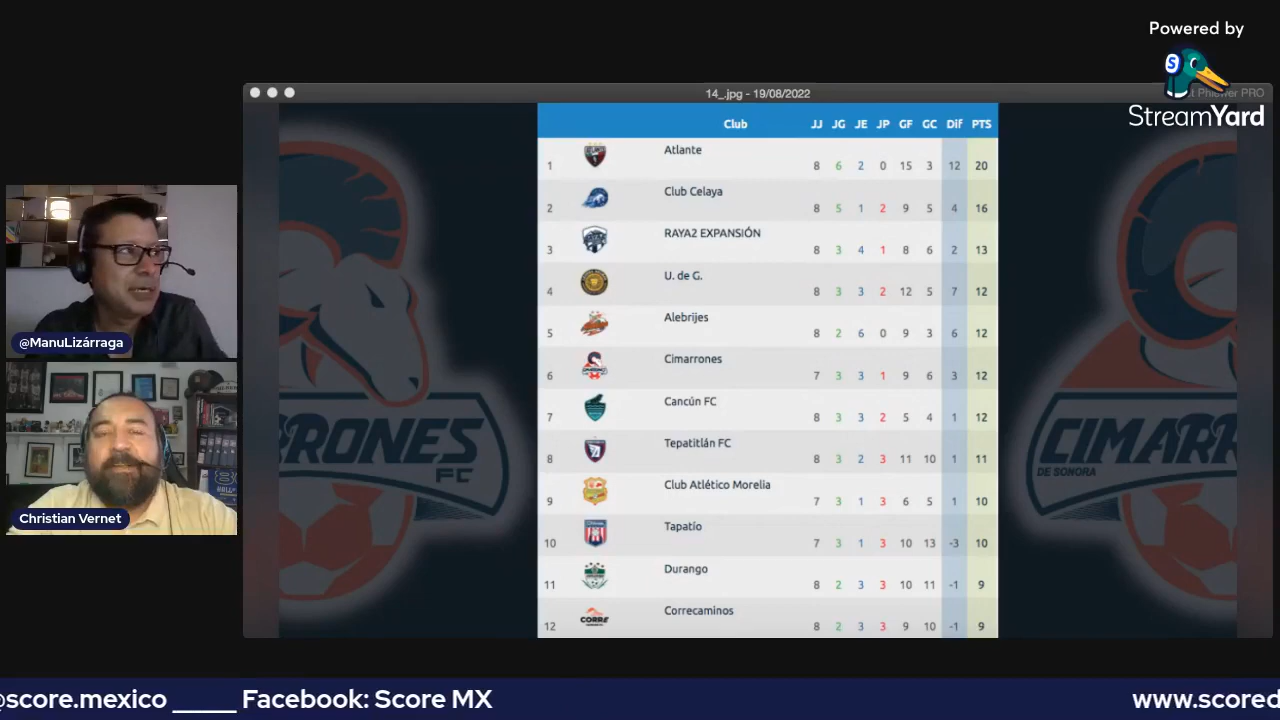 Powered by
StreamYard
14_.jpg - 19/08/2022
PRO
Club JJ JG JE JP GF GC Dif PTS
1 Atlante 8 6 2 0 15 3 12 20
2 Club Celaya 8 5 1 2 9 5 4 16
3 RAYA2 EXPANSIÓN 8 3 4 1 8 6 2 13
4 U. de G. 8 3 3 2 12 5 7 12
5 Alebrijes 8 2 6 0 9 3 6 12
6 Cimarrones 7 3 3 1 9 6 3 12
7 Cancún FC 8 3 3 2 5 4 1 12
8 Tepatitlán FC 8 3 2 3 11 10 1 11
9 Club Atlético Morelia 7 3 1 3 6 5 1 10
10 Tapatío 7 3 1 3 10 13 -3 10
11 Durango 8 2 3 3 10 11 -1 9
12 CORRE Correcaminos 8 2 3 3 9 10 -1 9
RONES
FC
CIMARR
DE SONORA
@ManuLizárraga
Christian Vernet
@score.mexico _____ Facebook: Score MX
www.scored